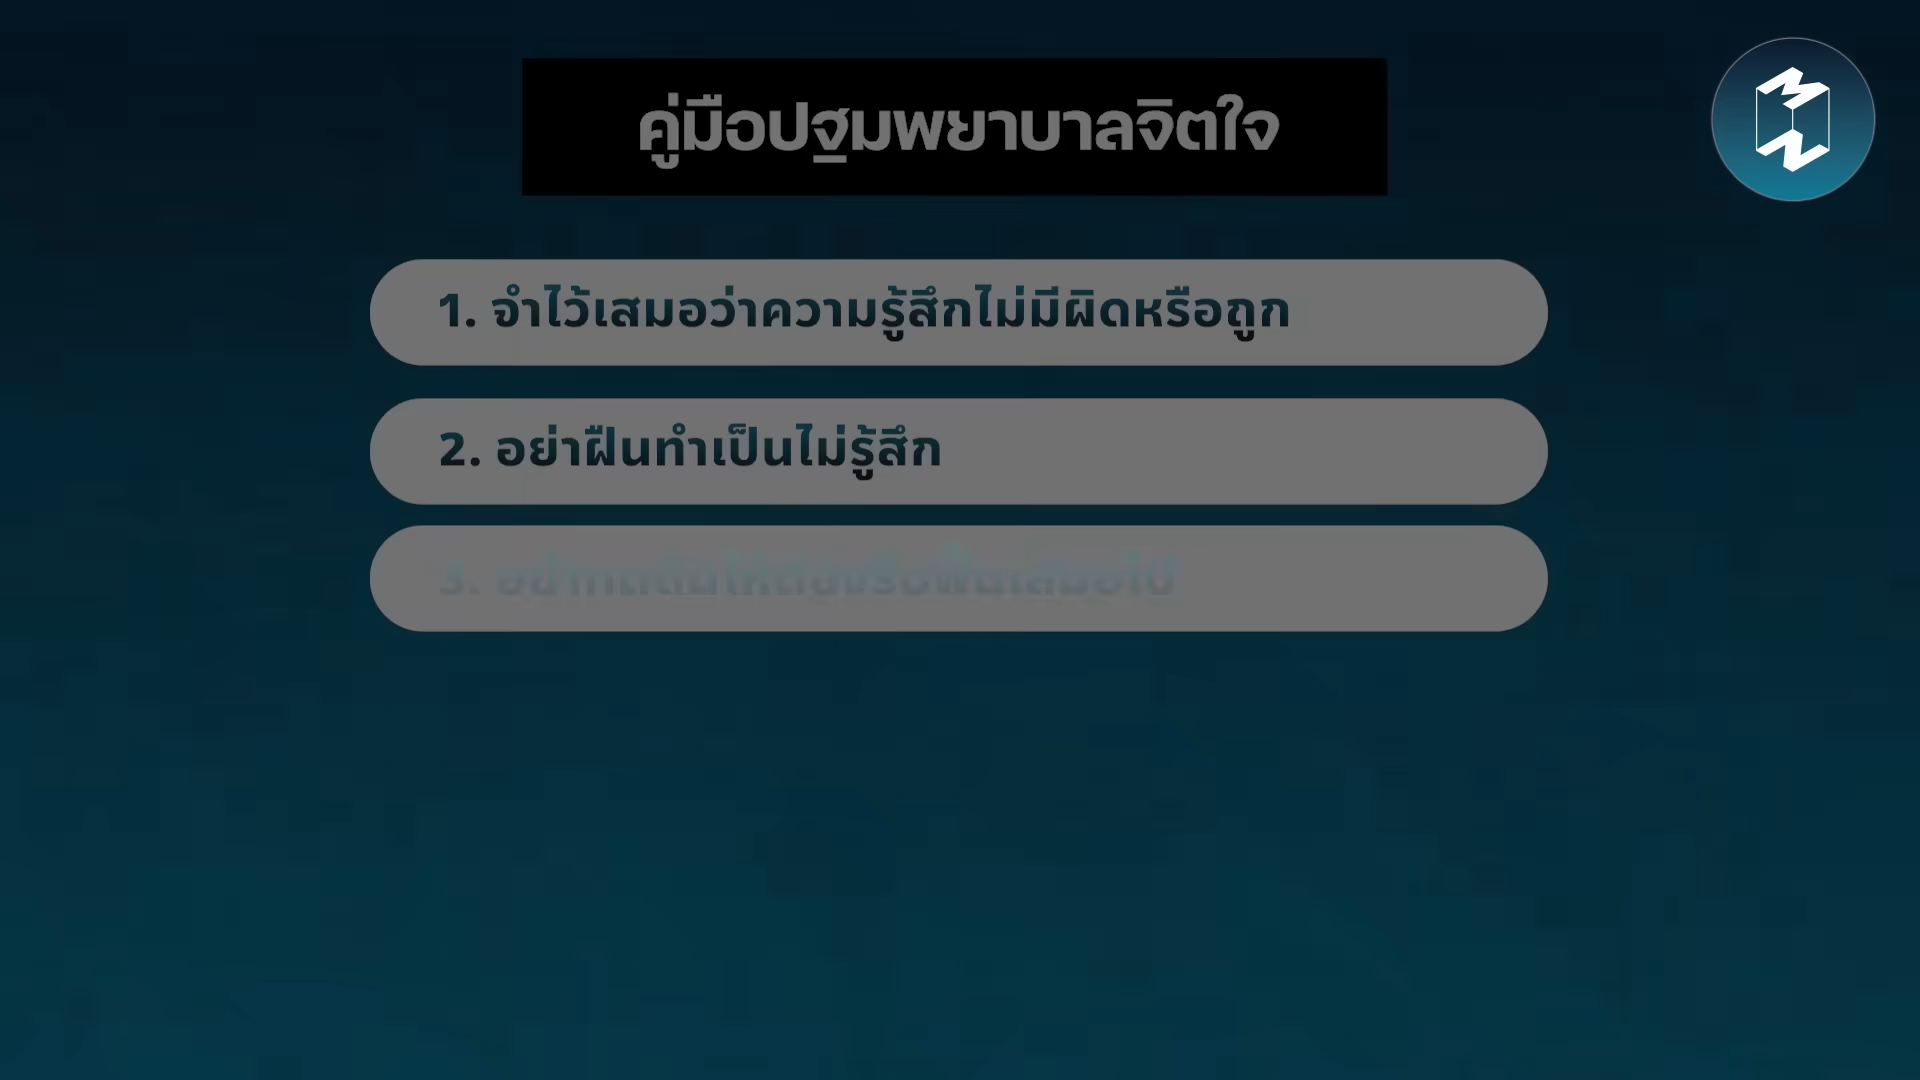 คู่มือปฐมพยาบาลจิตใจ
1. จำไว้เสมอว่าความรู้สึกไม่มีผิดหรือถูก
2. อย่าฝืนทำเป็นไม่รู้สึก
3.